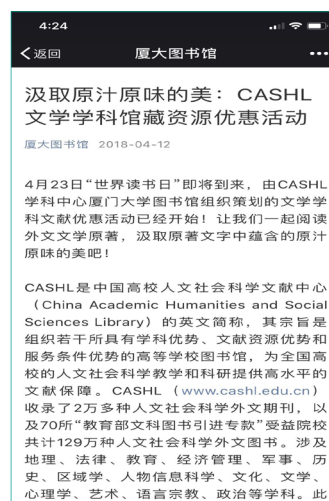 4:24
返回
厦大图书馆
汲取原汁原味的美：CASHL
文学学科馆藏资源优惠活动
厦大图书馆 2018-04-12
4月23日“世界读书日”即将到来，由CASHL
学科中心厦门大学图书馆组织策划的文学学
科文献优惠活动已经开始！让我们一起阅读
外文文学原著，汲取原著文字中蕴含的原汁
原味的美吧！
CASHL是中国高校人文社会科学文献中心
（China Academic Humanities and Social
Sciences Library）的英文简称，其宗旨是
组织若干所具有学科优势、文献资源优势和
服务条件优势的高等学校图书馆，为全国高
校的人文社会科学教学和科研提供高水平的
文献保障。CASHL（www.cashl.edu.cn）
收录了2万多种人文社会科学外文期刊，以
及70所“教育部文科图书引进专款”受益院校
共计129万种人文社会科学外文图书。涉及
地理、法律、教育、经济管理、军事、历
史、区域学、人物信息科学、文化、文学、
心理学、艺术、语言宗教、政治等学科。此